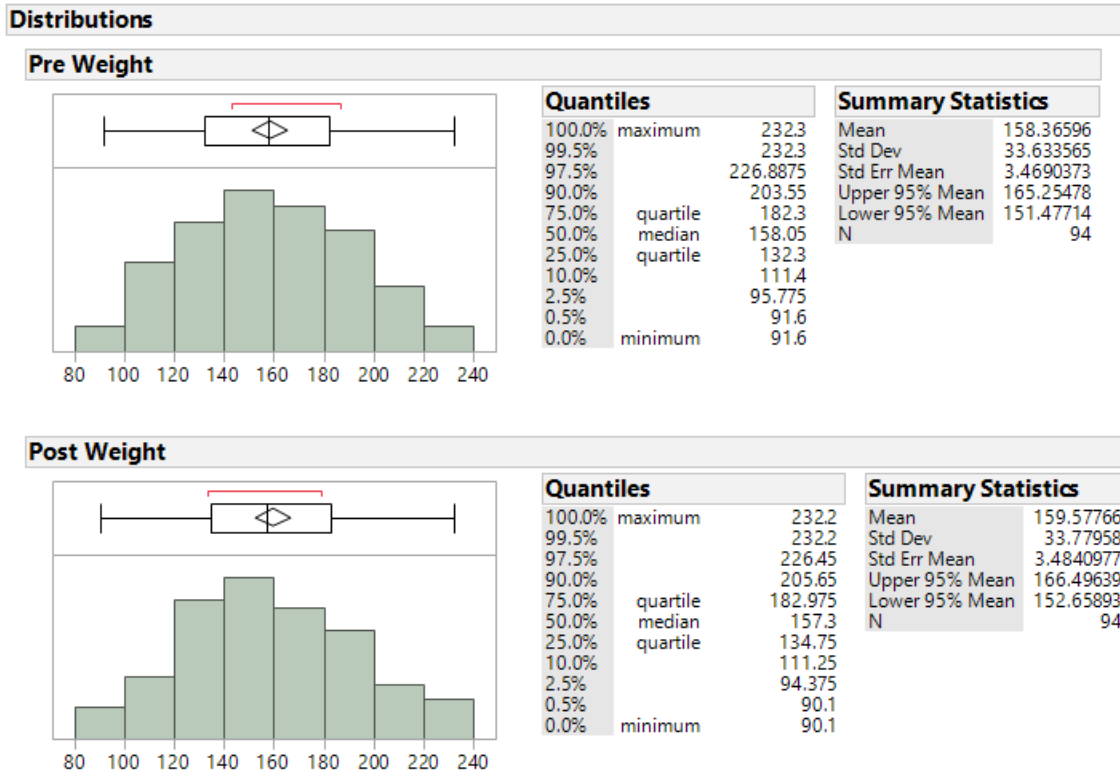 Distributions
Pre Weight
Quantiles
100.0% maximum 232.3
99.5% 232.3
97.5% 226.8875
90.0% 203.55
75.0% quartile 182.3
50.0% median 158.05
25.0% quartile 132.3
10.0% 111.4
2.5% 95.775
0.5% 91.6
0.0% minimum 91.6
Summary Statistics
Mean 158.36596
Std Dev 33.633565
Std Err Mean 3.4690373
Upper 95% Mean 165.25478
Lower 95% Mean 151.47714
N 94
80 100 120 140 160 180 200 220 240
Post Weight
Quantiles
100.0% maximum 232.2
99.5% 232.2
97.5% 226.45
90.0% 205.65
75.0% quartile 182.975
50.0% median 157.3
25.0% quartile 134.75
10.0% 111.25
2.5% 94.375
0.5% 90.1
0.0% minimum 90.1
Summary Statistics
Mean 159.57766
Std Dev 33.77958
Std Err Mean 3.4840977
Upper 95% Mean 166.49639
Lower 95% Mean 152.65893
N 94
80 100 120 140 160 180 200 220 240